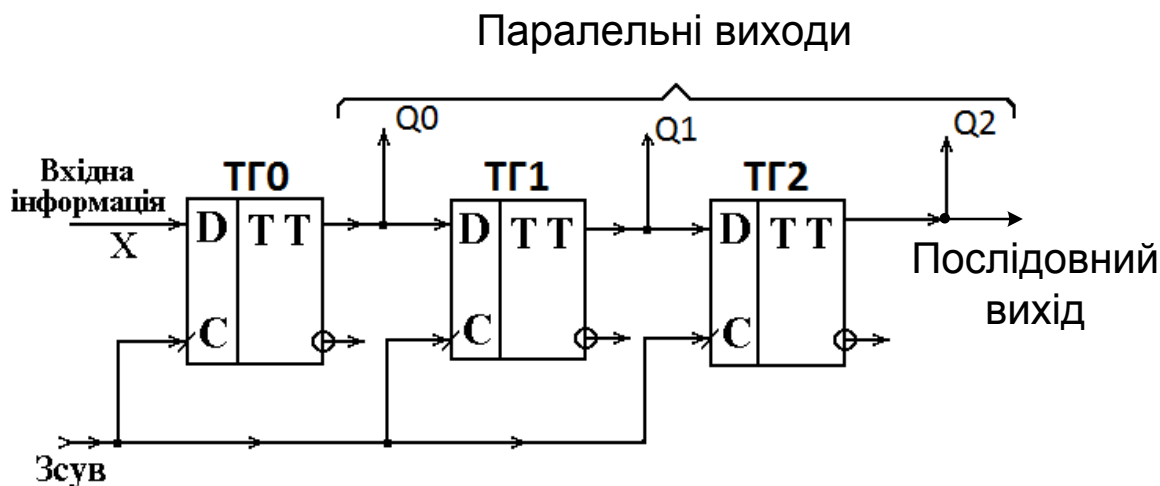 Паралельні виходи
Q0
Q1
Q2
Вхідна
інформація
X
ТГ0
ТГ1
ТГ2
D
T T
C
D
T T
C
D
T T
C
Послідовний
вихід
Зсув